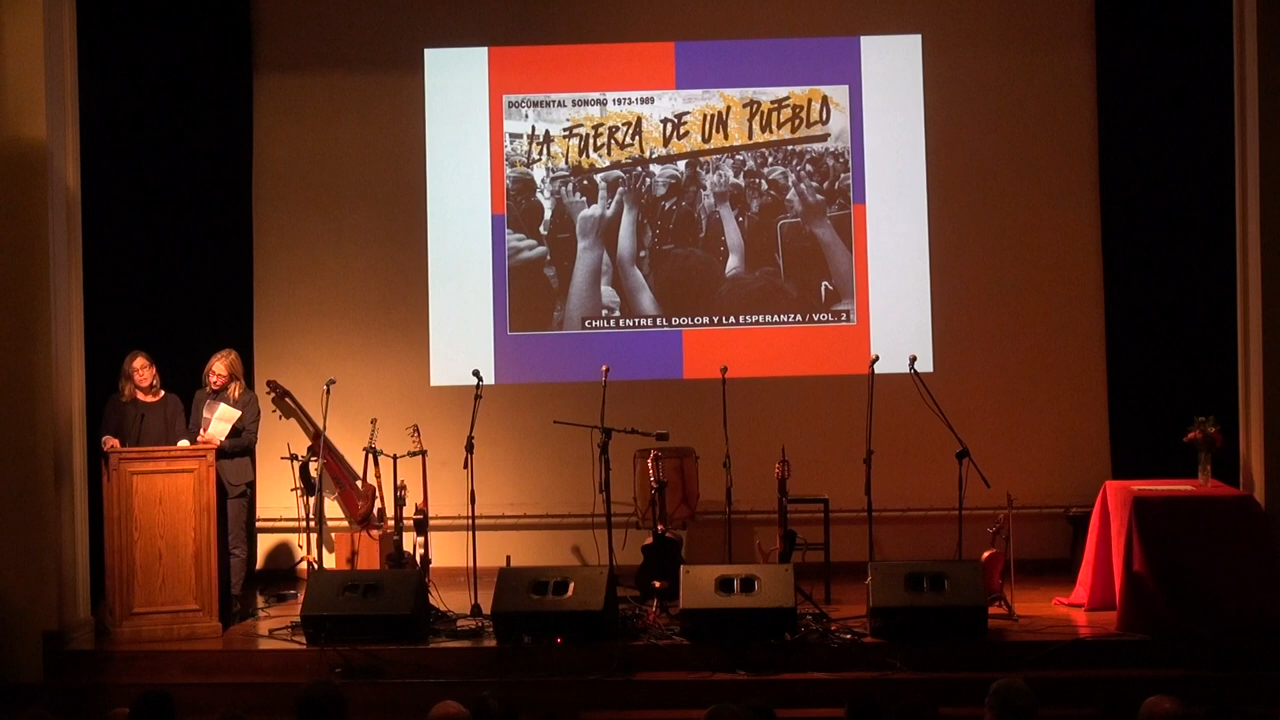 DOCUMENTAL SONORO 1973-1989
LA FUERZA DE UN PUEBLO
CHILE ENTRE EL DOLOR Y LA ESPERANZA / VOL. 2